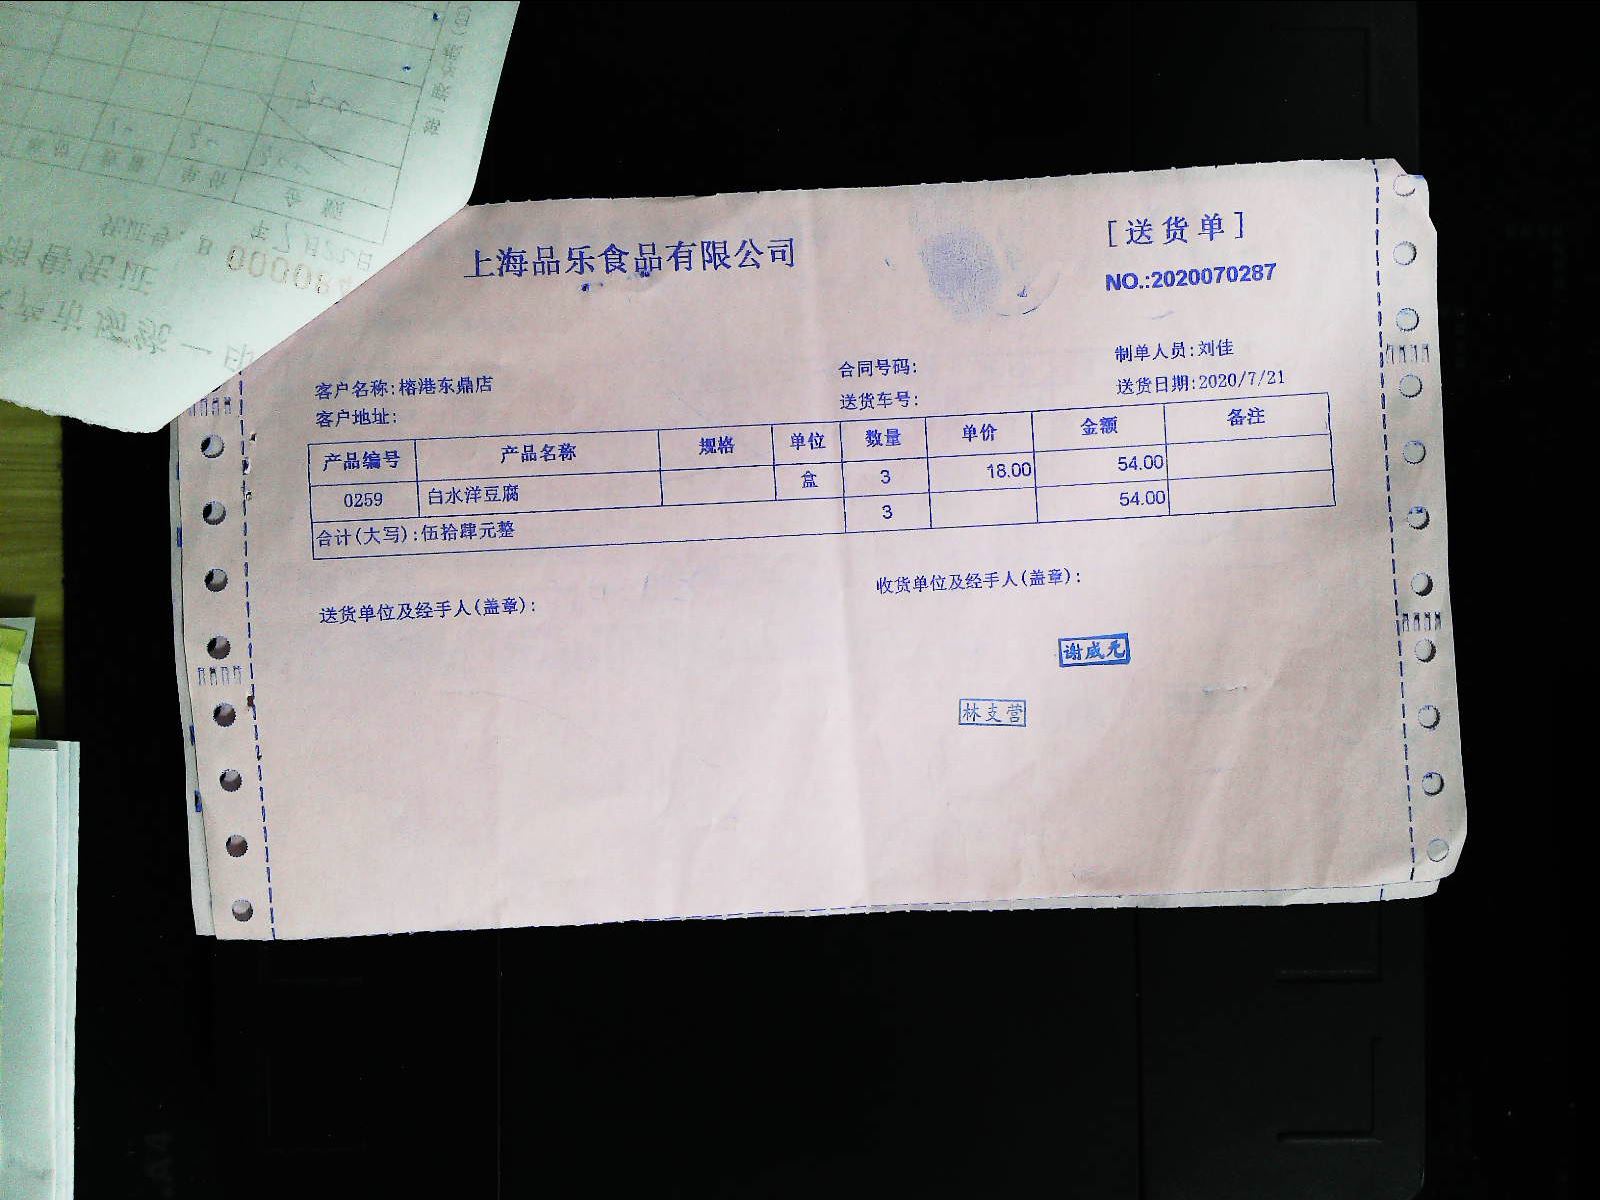 上海品乐食品有限公司
[送货单]
NO.:2020070287
客户名称:榕港东鼎店
合同号码:
制单人员:刘佳
客户地址:
送货车号:
送货日期:2020/7/21
产品编号 产品名称 规格 单位 数量 单价 金额 备注
0259 白水洋豆腐 盒 3 18.00 54.00
合计(大写):伍拾肆元整 3 54.00
送货单位及经手人(盖章):
收货单位及经手人(盖章):
谢威元
林支营